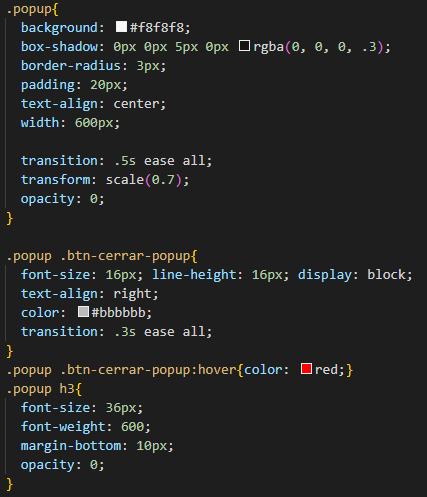 .popup{
background: #f8f8f8;
box-shadow: 0px 0px 5px 0px rgba(0, 0, 0, .3);
border-radius: 3px;
padding: 20px;
text-align: center;
width: 600px;
transition: .5s ease all;
transform: scale(0.7);
opacity: 0;
}
.popup .btn-cerrar-popup{
font-size: 16px; line-height: 16px; display: block;
text-align: right;
color: #bbbbbb;
transition: .3s ease all;
}
.popup .btn-cerrar-popup:hover{color: red;}
.popup h3{
font-size: 36px;
font-weight: 600;
margin-bottom: 10px;
opacity: 0;
}